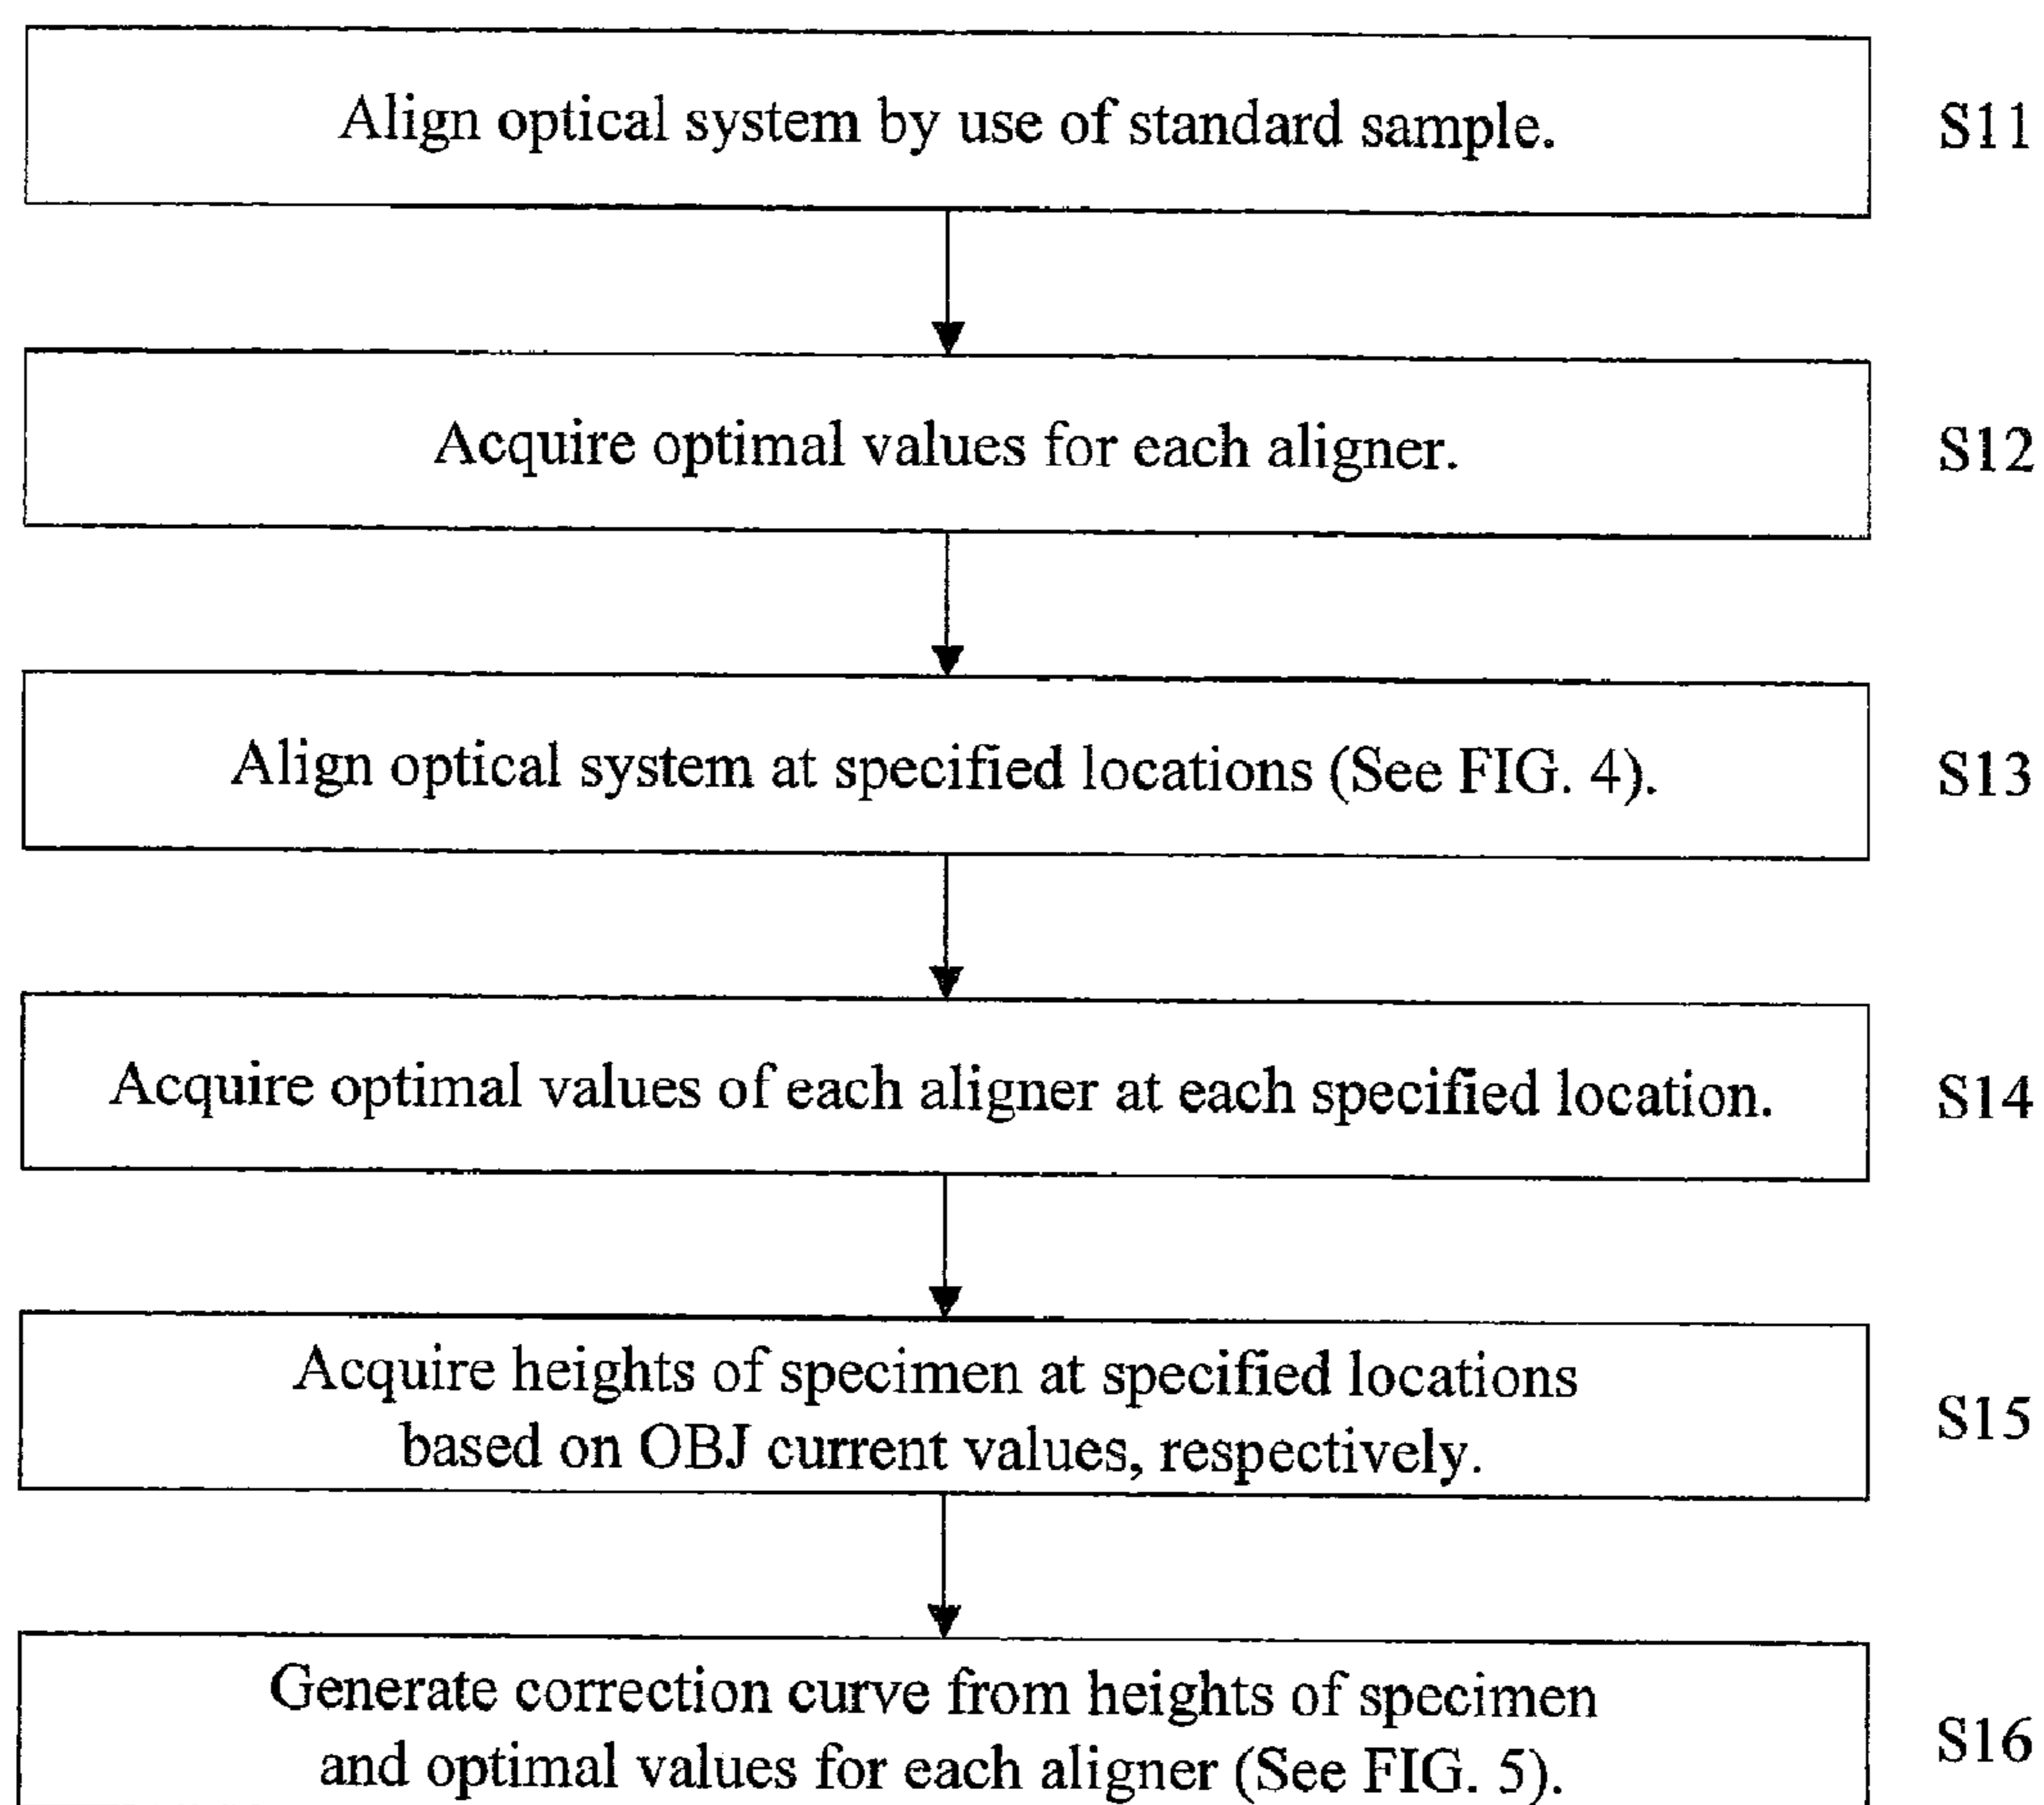 Align optical system by use of standard sample.
S11
Acquire optimal values for each aligner.
S12
Align optical system at specified locations (See FIG. 4).
S13
Acquire optimal values of each aligner at each specified location.
S14
Acquire heights of specimen at specified locations
based on OBJ current values, respectively.
S15
Generate correction curve from heights of specimen
and optimal values for each aligner (See FIG. 5).
S16